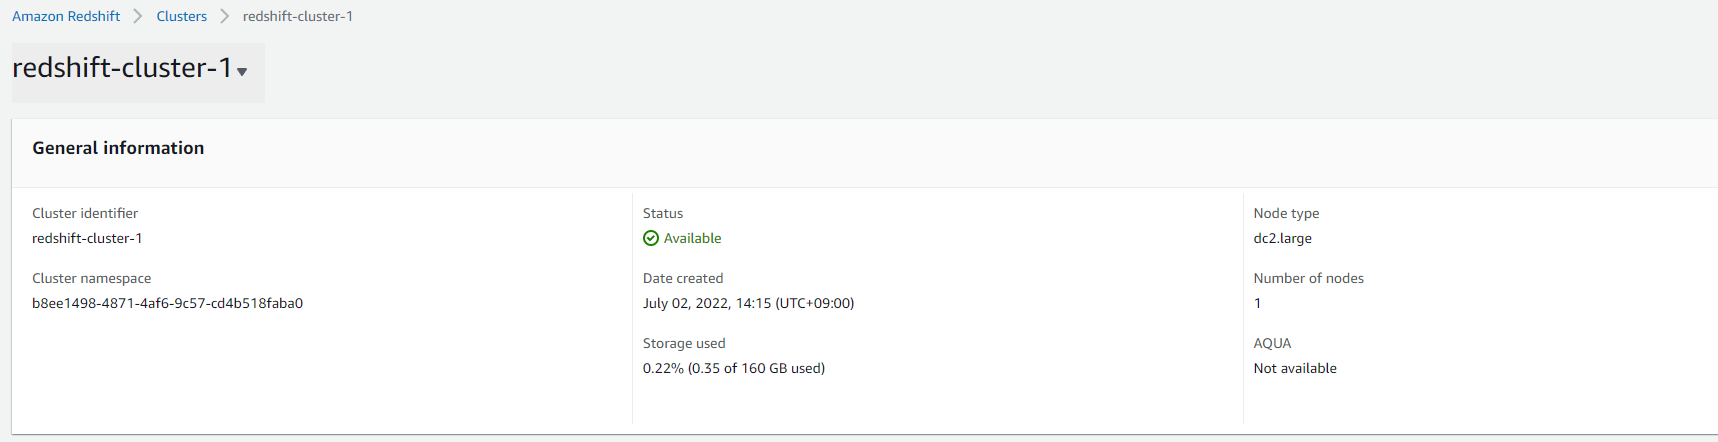 Amazon Redshift > Clusters > redshift-cluster-1
redshift-cluster-1
General information
Cluster identifier
redshift-cluster-1
Cluster namespace
b8ee1498-4871-4af6-9c57-cd4b518faba0
Status
Available
Date created
July 02, 2022, 14:15 (UTC+09:00)
Storage used
0.22% (0.35 of 160 GB used)
Node type
dc2.large
Number of nodes
1
AQUA
Not available